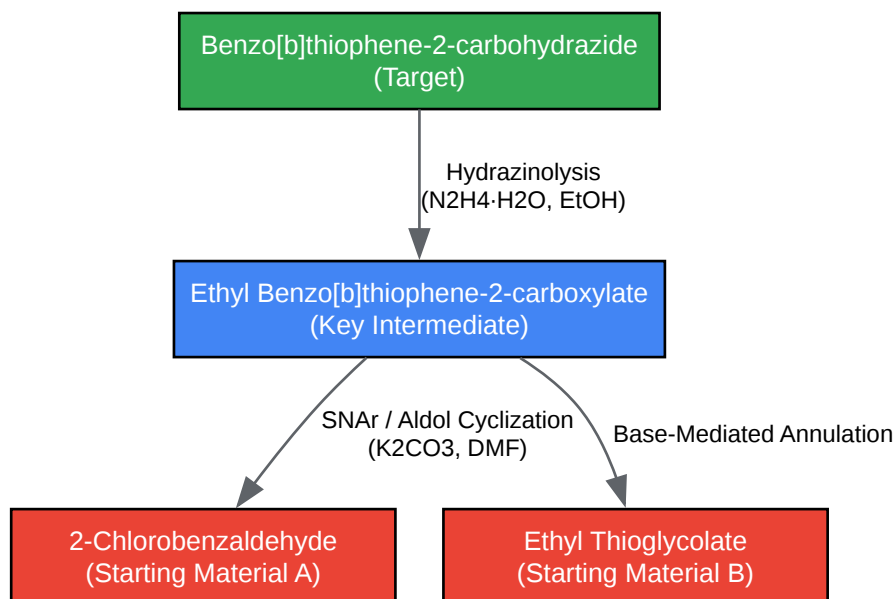 Benzo[b]thiophene-2-carbohydrazide
(Target)
Hydrazinolysis
(N2H4·H2O, EtOH)
Ethyl Benzo[b]thiophene-2-carboxylate
(Key Intermediate)
SNAr / Aldol Cyclization
(K2CO3, DMF)
Base-Mediated Annulation
2-Chlorobenzaldehyde
(Starting Material A)
Ethyl Thioglycolate
(Starting Material B)